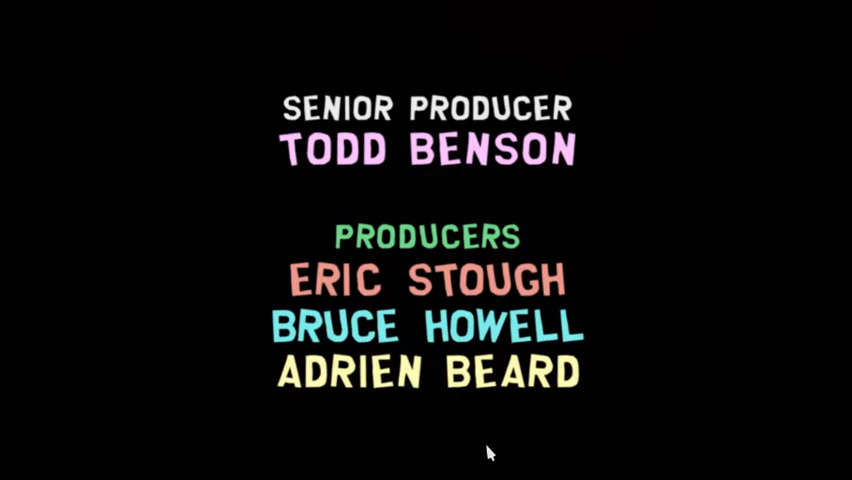 SENIOR PRODUCER
TODD BENSON
PRODUCERS
ERIC STOUGH
BRUCE HOWELL
ADRIEN BEARD